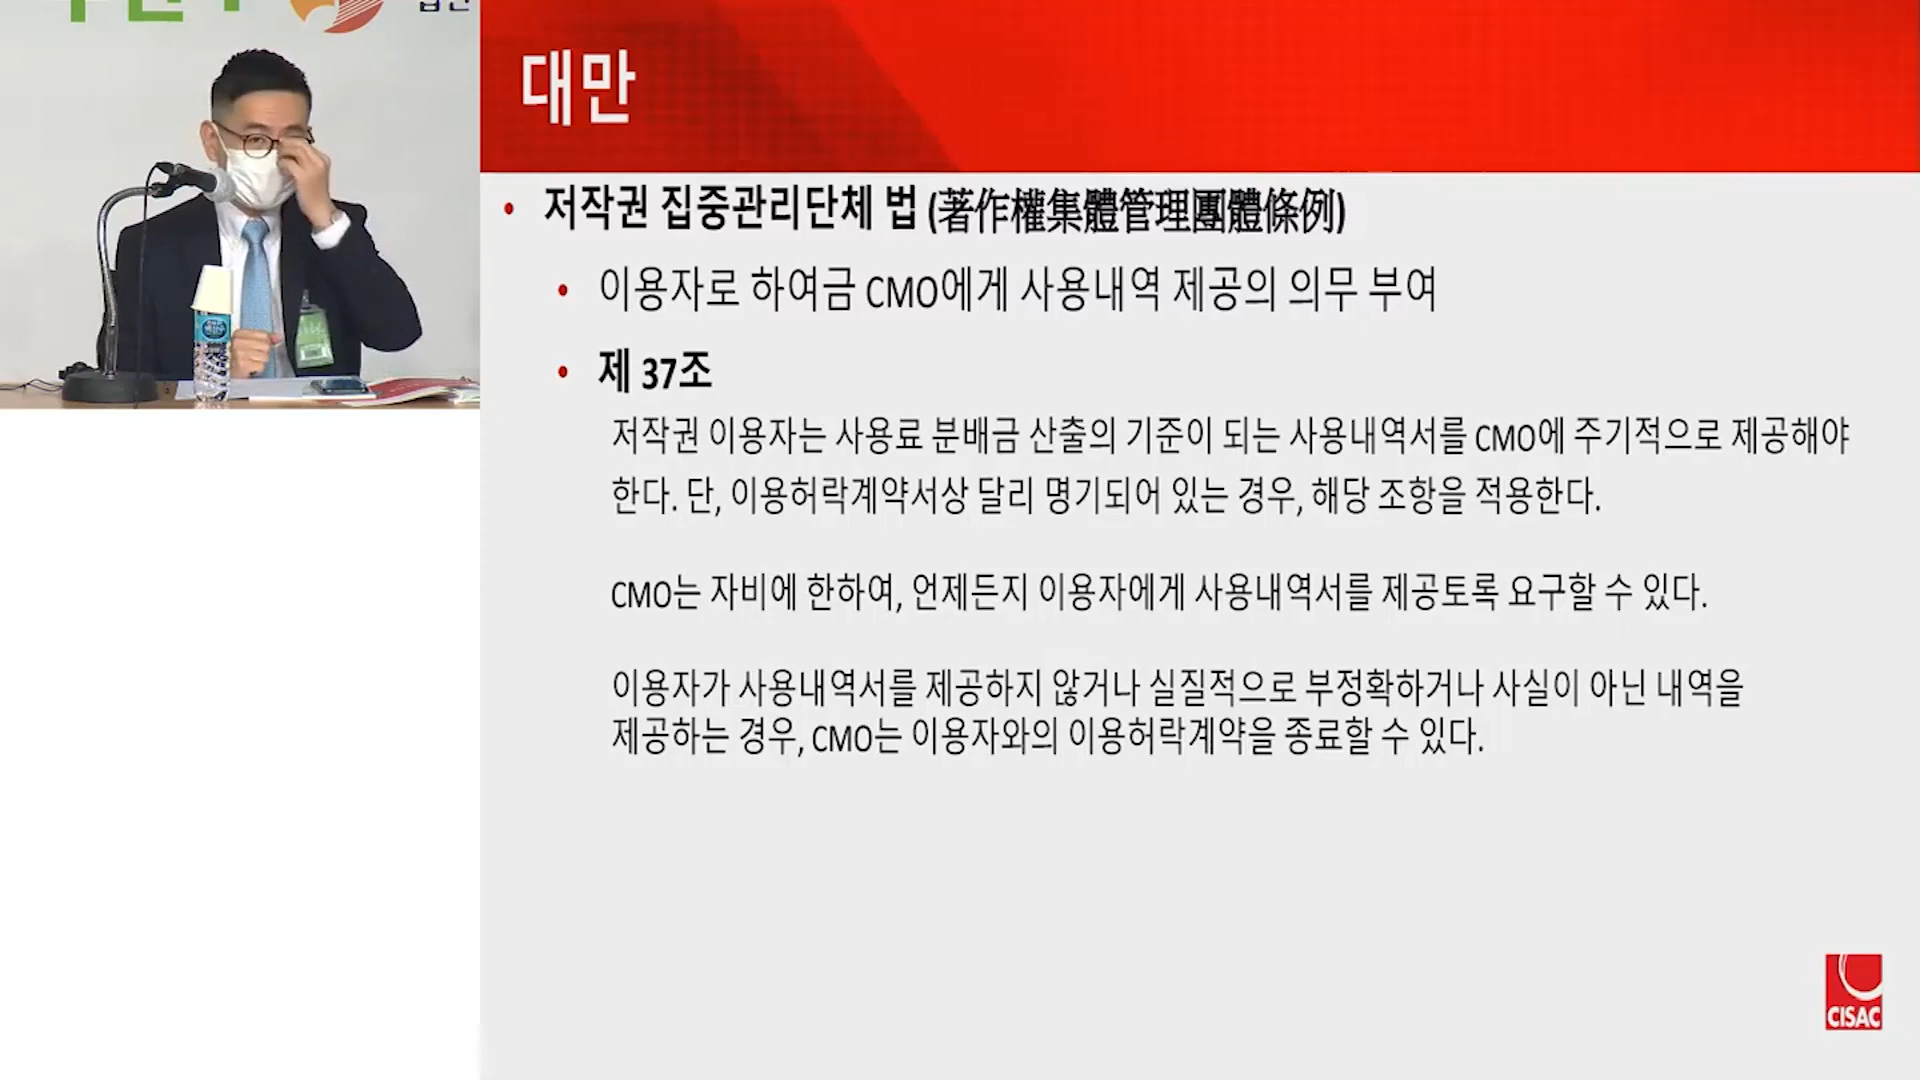 대만
• 저작권 집중관리단체 법 (著作權集體管理團體條例)
• 이용자로 하여금 CMO에게 사용내역 제공의 의무 부여
• 제 37조
저작권 이용자는 사용료 분배금 산출의 기준이 되는 사용내역서를 CMO에 주기적으로 제공해야
한다. 단, 이용허락계약서상 달리 명기되어 있는 경우, 해당 조항을 적용한다.
CMO는 자비에 한하여, 언제든지 이용자에게 사용내역서를 제공토록 요구할 수 있다.
이용자가 사용내역서를 제공하지 않거나 실질적으로 부정확하거나 사실이 아닌 내역을
제공하는 경우, CMO는 이용자와의 이용허락계약을 종료할 수 있다.
CISAC